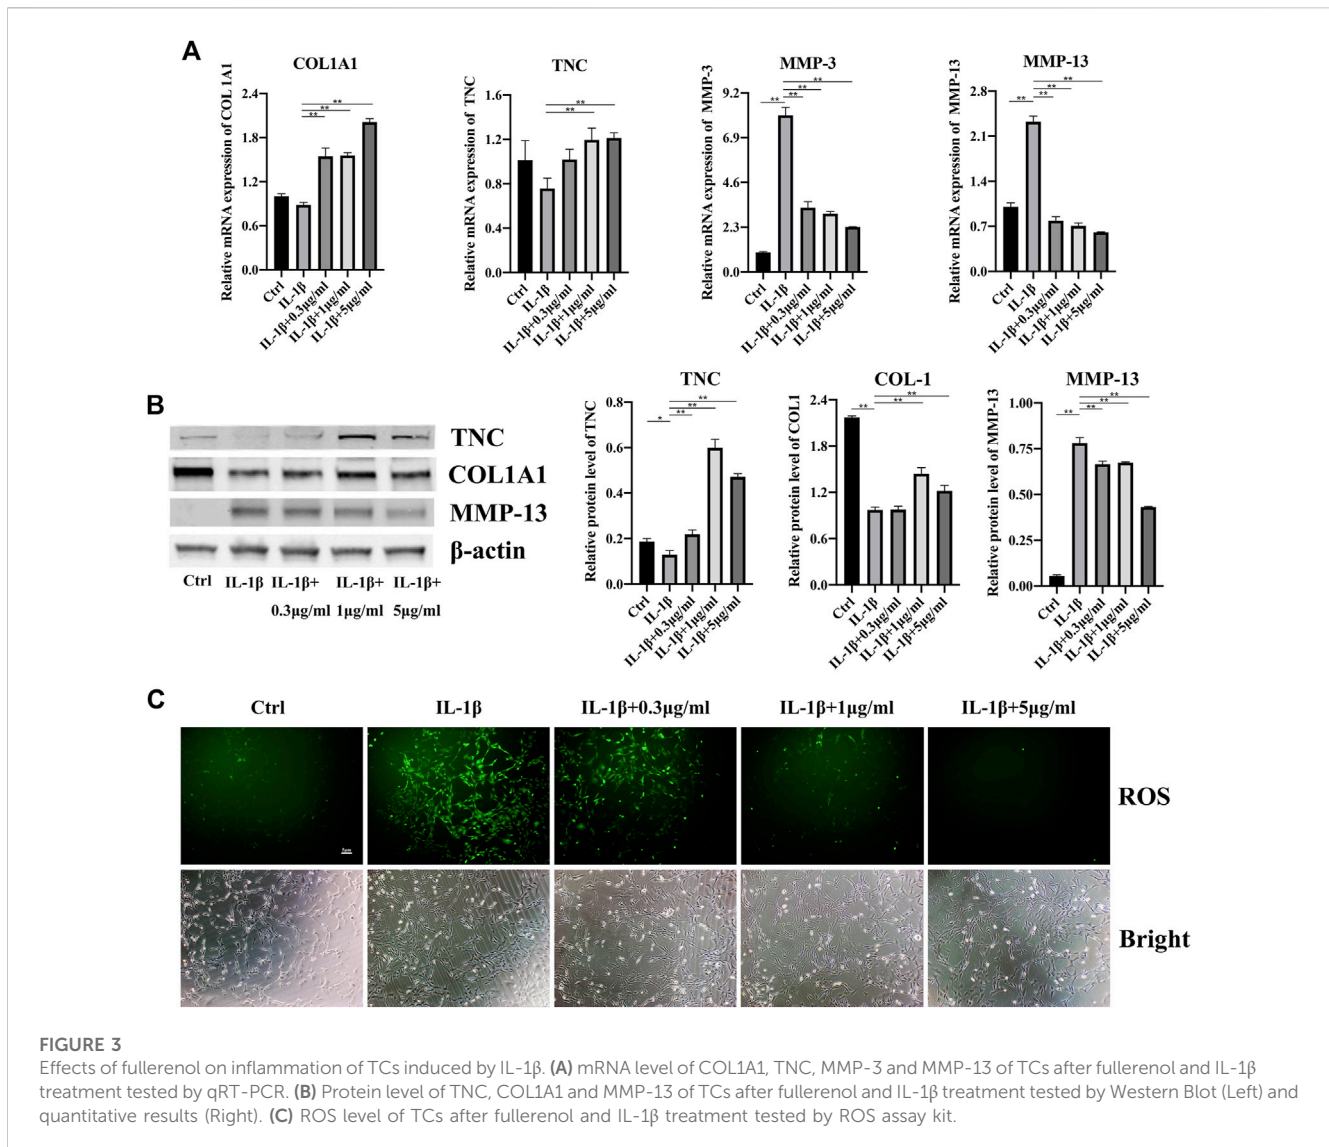 A
COL1A1
Relative mRNA expression of COL 1A1
2.4
1.8
1.2
0.6
0.0
**
**
**
Ctrl
IL-1β
IL-1β+0.3μg/ml
IL-1β+1μg/ml
IL-1β+5μg/ml
TNC
Relative mRNA expression of TNC
1.6
1.2
0.8
0.4
0.0
**
**
Ctrl
IL-1β
IL-1β+0.3μg/ml
IL-1β+1μg/ml
IL-1β+5μg/ml
MMP-3
Relative mRNA expression of MMP-3
9.2
6.9
4.6
2.3
0.0
**
**
**
**
Ctrl
IL-1β
IL-1β+0.3μg/ml
IL-1β+1μg/ml
IL-1β+5μg/ml
MMP-13
Relative mRNA expression of MMP-13
2.8
2.1
1.4
0.7
0.0
**
**
**
**
Ctrl
IL-1β
IL-1β+0.3μg/ml
IL-1β+1μg/ml
IL-1β+5μg/ml
B
TNC
COL1A1
MMP-13
β-actin
Ctrl IL-1β IL-1β+ IL-1β+ IL-1β+
0.3μg/ml 1μg/ml 5μg/ml
TNC
Relative protein level of TNC
0.8
0.6
0.4
0.2
0.0
**
**
**
*
Ctrl
IL-1β
IL-1β+0.3μg/ml
IL-1β+1μg/ml
IL-1β+5μg/ml
COL-1
Relative protein level of COL1
2.4
1.8
1.2
0.6
0.0
**
**
**
Ctrl
IL-1β
IL-1β+0.3μg/ml
IL-1β+1μg/ml
IL-1β+5μg/ml
MMP-13
Relative protein level of MMP-13
1.00
0.75
0.50
0.25
0.00
**
**
**
**
Ctrl
IL-1β
IL-1β+0.3μg/ml
IL-1β+1μg/ml
IL-1β+5μg/ml
C
Ctrl IL-1β IL-1β+0.3μg/ml IL-1β+1μg/ml IL-1β+5μg/ml
ROS
Bright
FIGURE 3
Effects of fullerenol on inflammation of TCs induced by IL-1β. (A) mRNA level of COL1A1, TNC, MMP-3 and MMP-13 of TCs after fullerenol and IL-1β
treatment tested by qRT-PCR. (B) Protein level of TNC, COL1A1 and MMP-13 of TCs after fullerenol and IL-1β treatment tested by Western Blot (Left) and
quantitative results (Right). (C) ROS level of TCs after fullerenol and IL-1β treatment tested by ROS assay kit.